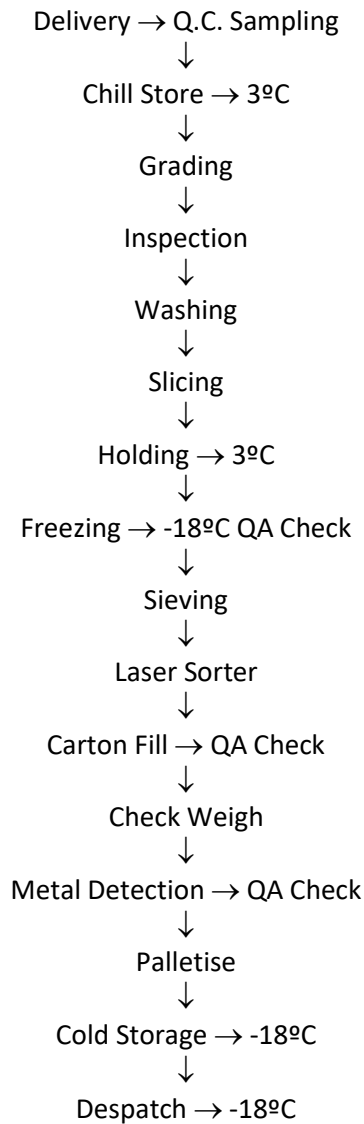 Delivery → Q.C. Sampling
↓
Chill Store → 3ºC
↓
Grading
↓
Inspection
↓
Washing
↓
Slicing
↓
Holding → 3ºC
↓
Freezing → -18ºC QA Check
↓
Sieving
↓
Laser Sorter
↓
Carton Fill → QA Check
↓
Check Weigh
↓
Metal Detection → QA Check
↓
Palletise
↓
Cold Storage → -18ºC
↓
Despatch → -18ºC